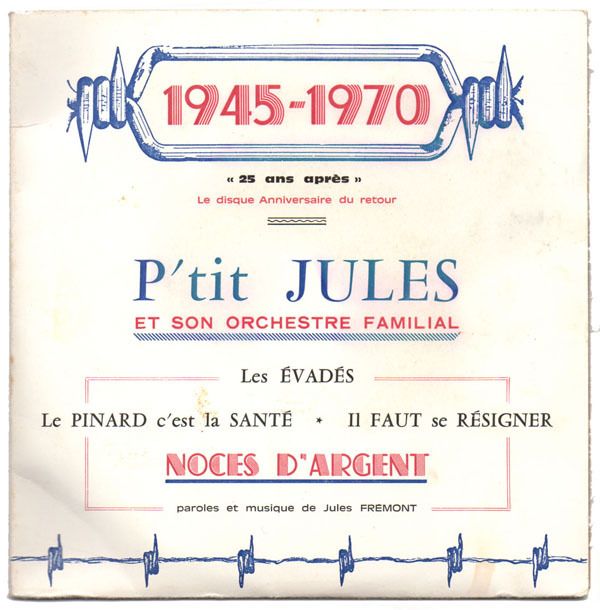 1945-1970
« 25 ans après »
Le disque Anniversaire du retour
P'tit JULES
ET SON ORCHESTRE FAMILIAL
Les ÉVADÉS
Le PINARD c'est la SANTÉ * Il FAUT se RÉSIGNER
NOCES D'ARGENT
paroles et musique de Jules FRÉMONT